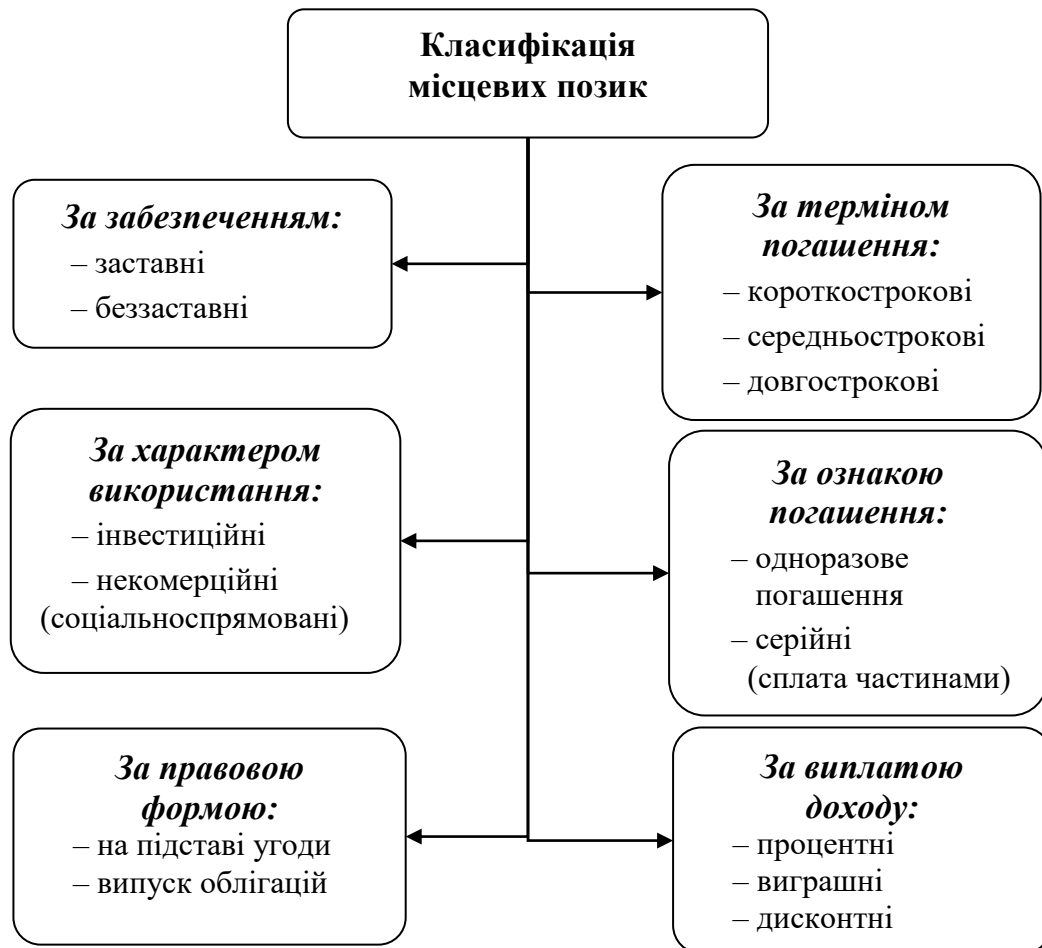 Класифікація
місцевих позик
За забезпеченням:
– заставні
– беззаставні
За терміном
погашення:
– короткострокові
– середньострокові
– довгострокові
За характером
використання:
– інвестиційні
– некомерційні
(соціальноспрямовані)
За ознакою
погашення:
– одноразове
погашення
– серійні
(сплата частинами)
За правовою
формою:
– на підставі угоди
– випуск облігацій
За виплатою
доходу:
– процентні
– виграшні
– дисконтні